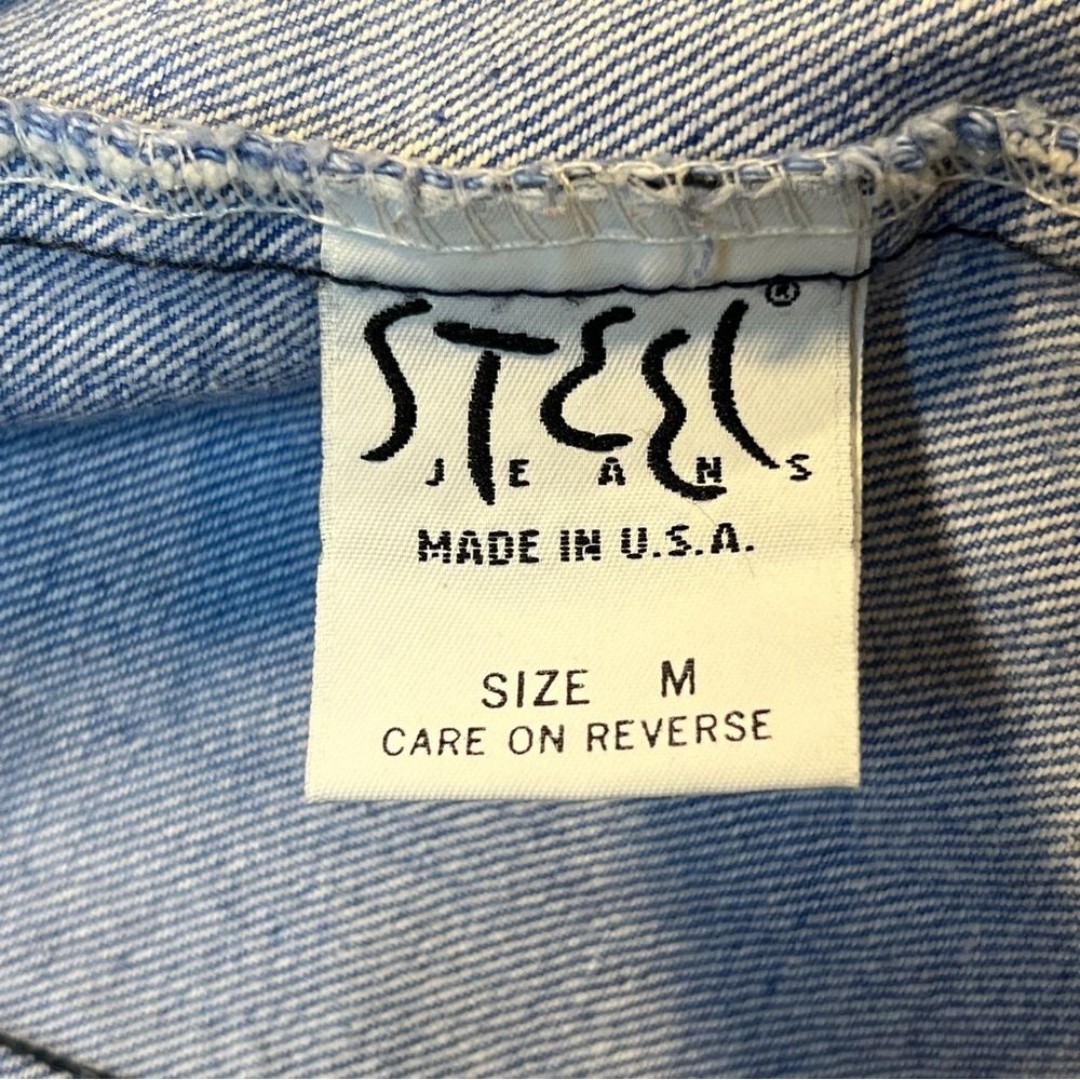 STEEL®
JEANS
MADE IN U.S.A.
SIZE M
CARE ON REVERSE